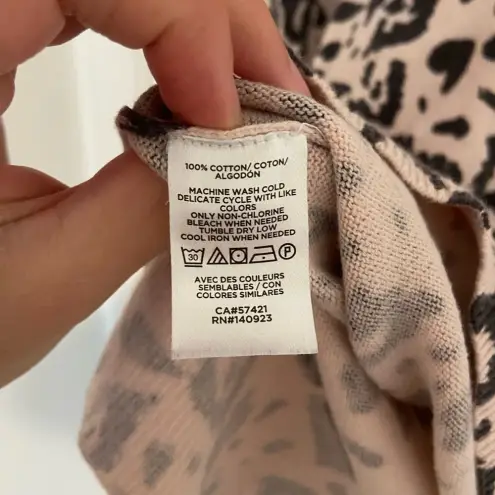 100% COTTON/ COTON/
ALGODÓN
MACHINE WASH COLD
DELICATE CYCLE WITH LIKE
COLORS
ONLY NON-CHLORINE
BLEACH WHEN NEEDED
TUMBLE DRY LOW
COOL IRON WHEN NEEDED
30 P
AVEC DES COULEURS
SEMBLABLES / CON
COLORES SIMILARES
CA#57421
RN#140923